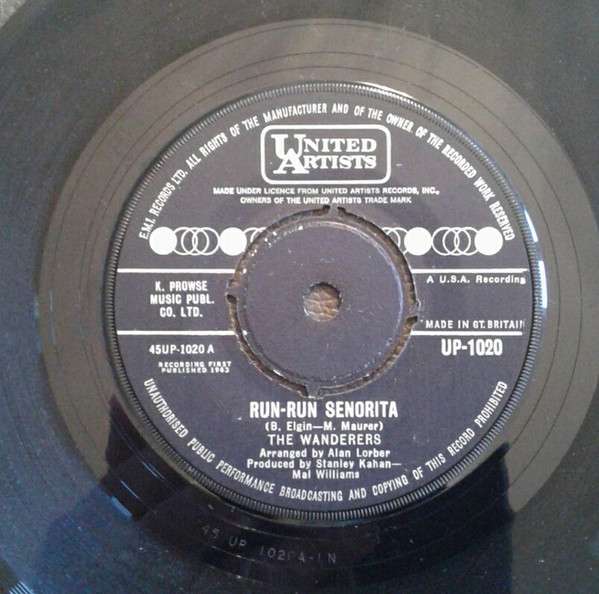 E.M.I. RECORDS LTD. ALL RIGHTS OF THE MANUFACTURER AND OF THE OWNER OF THE RECORDED WORK RESERVED
UNITED
ARTISTS
MADE UNDER LICENCE FROM UNITED ARTISTS RECORDS, INC.,
OWNERS OF THE UNITED ARTISTS TRADE MARK
K. PROWSE
MUSIC PUBL.
CO. LTD.
A U.S.A. Recording
MADE IN GT. BRITAIN
45UP-1020 A
UP-1020
RECORDING FIRST
PUBLISHED 1963
RUN-RUN SENORITA
(B. Elgin—M. Maurer)
THE WANDERERS
Arranged by Alan Lorber
Produced by Stanley Kahan—
Mal Williams
UNAUTHORISED PUBLIC PERFORMANCE BROADCASTING AND COPYING OF THIS RECORD PROHIBITED
45 UP 1020A-1N